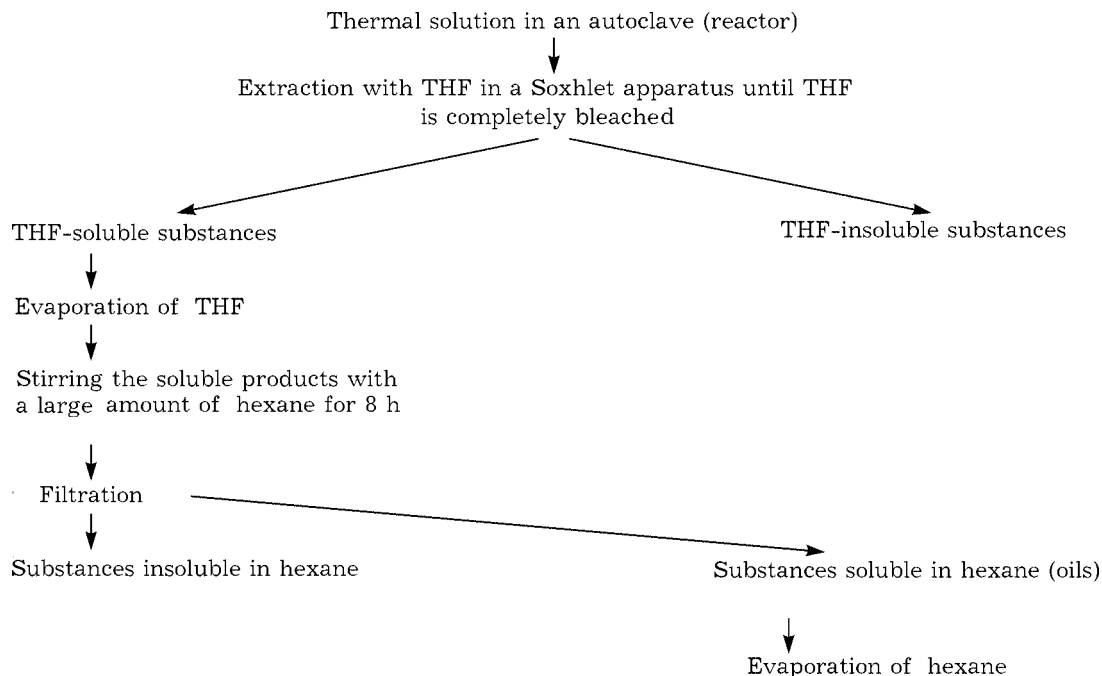 Thermal solution in an autoclave (reactor)
Extraction with THF in a Soxhlet apparatus until THF
is completely bleached
THF-soluble substances
THF-insoluble substances
Evaporation of THF
Stirring the soluble products with
a large amount of hexane for 8 h
Filtration
Substances insoluble in hexane
Substances soluble in hexane (oils)
Evaporation of hexane